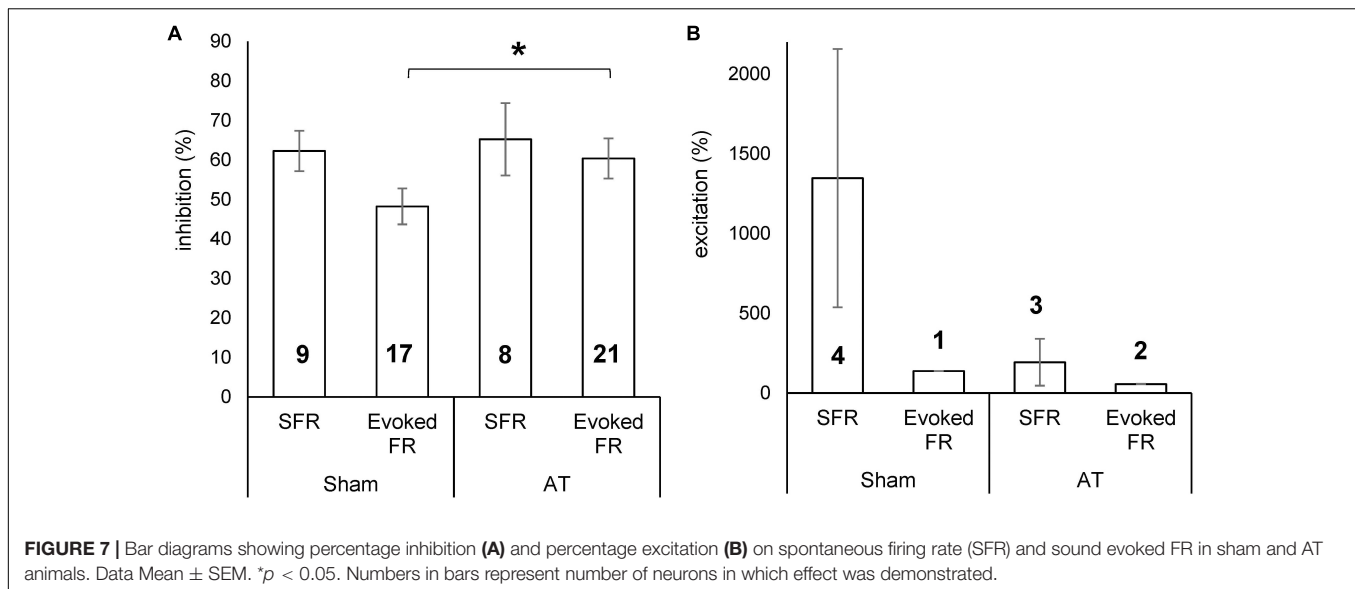 A
90
80
70
60
50
40
30
20
10
0
inhibition (%)
*
9
17
8
21
SFR
Evoked
FR
SFR
Evoked
FR
Sham
AT
B
2000
1500
1000
500
0
excitation (%)
4
1
3
2
SFR
Evoked
FR
SFR
Evoked
FR
Sham
AT
FIGURE 7 | Bar diagrams showing percentage inhibition (A) and percentage excitation (B) on spontaneous firing rate (SFR) and sound evoked FR in sham and AT
animals. Data Mean ± SEM. *p < 0.05. Numbers in bars represent number of neurons in which effect was demonstrated.